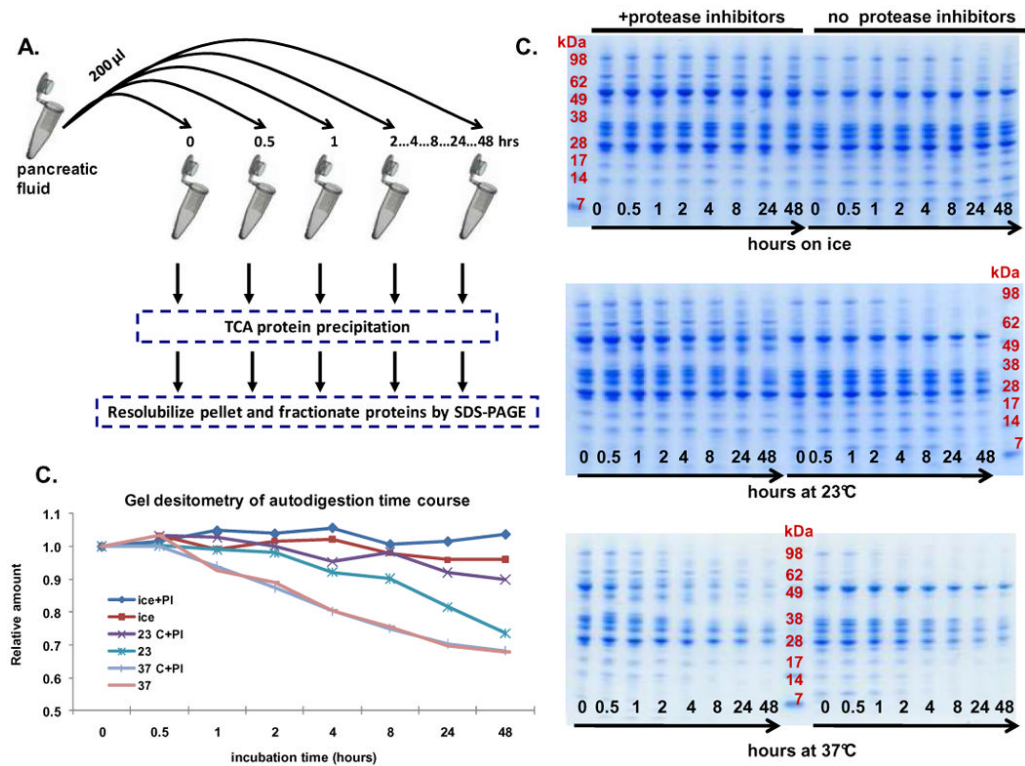 A.
200 µl
pancreatic
fluid
0 0.5 1 2...4...8...24...48 hrs
TCA protein precipitation
Resolubilize pellet and fractionate proteins by SDS-PAGE
C.
Gel desitometry of autodigestion time course
Relative amount
1.1
1.0
0.9
0.8
0.7
0.6
0.5
ice+PI
ice
23 C+PI
23
37 C+PI
37
0 0.5 1 2 4 8 24 48
incubation time (hours)
C.
+protease inhibitors no protease inhibitors
kDa
98
62
49
38
28
17
14
7
0 0.5 1 2 4 8 24 48 0 0.5 1 2 4 8 24 48
hours on ice
kDa
98
62
49
38
28
17
14
7
0 0.5 1 2 4 8 24 48 0 0.5 1 2 4 8 24 48
hours at 23°C
kDa
98
62
49
38
28
17
14
7
0 0.5 1 2 4 8 24 48 0 0.5 1 2 4 8 24 48
hours at 37°C